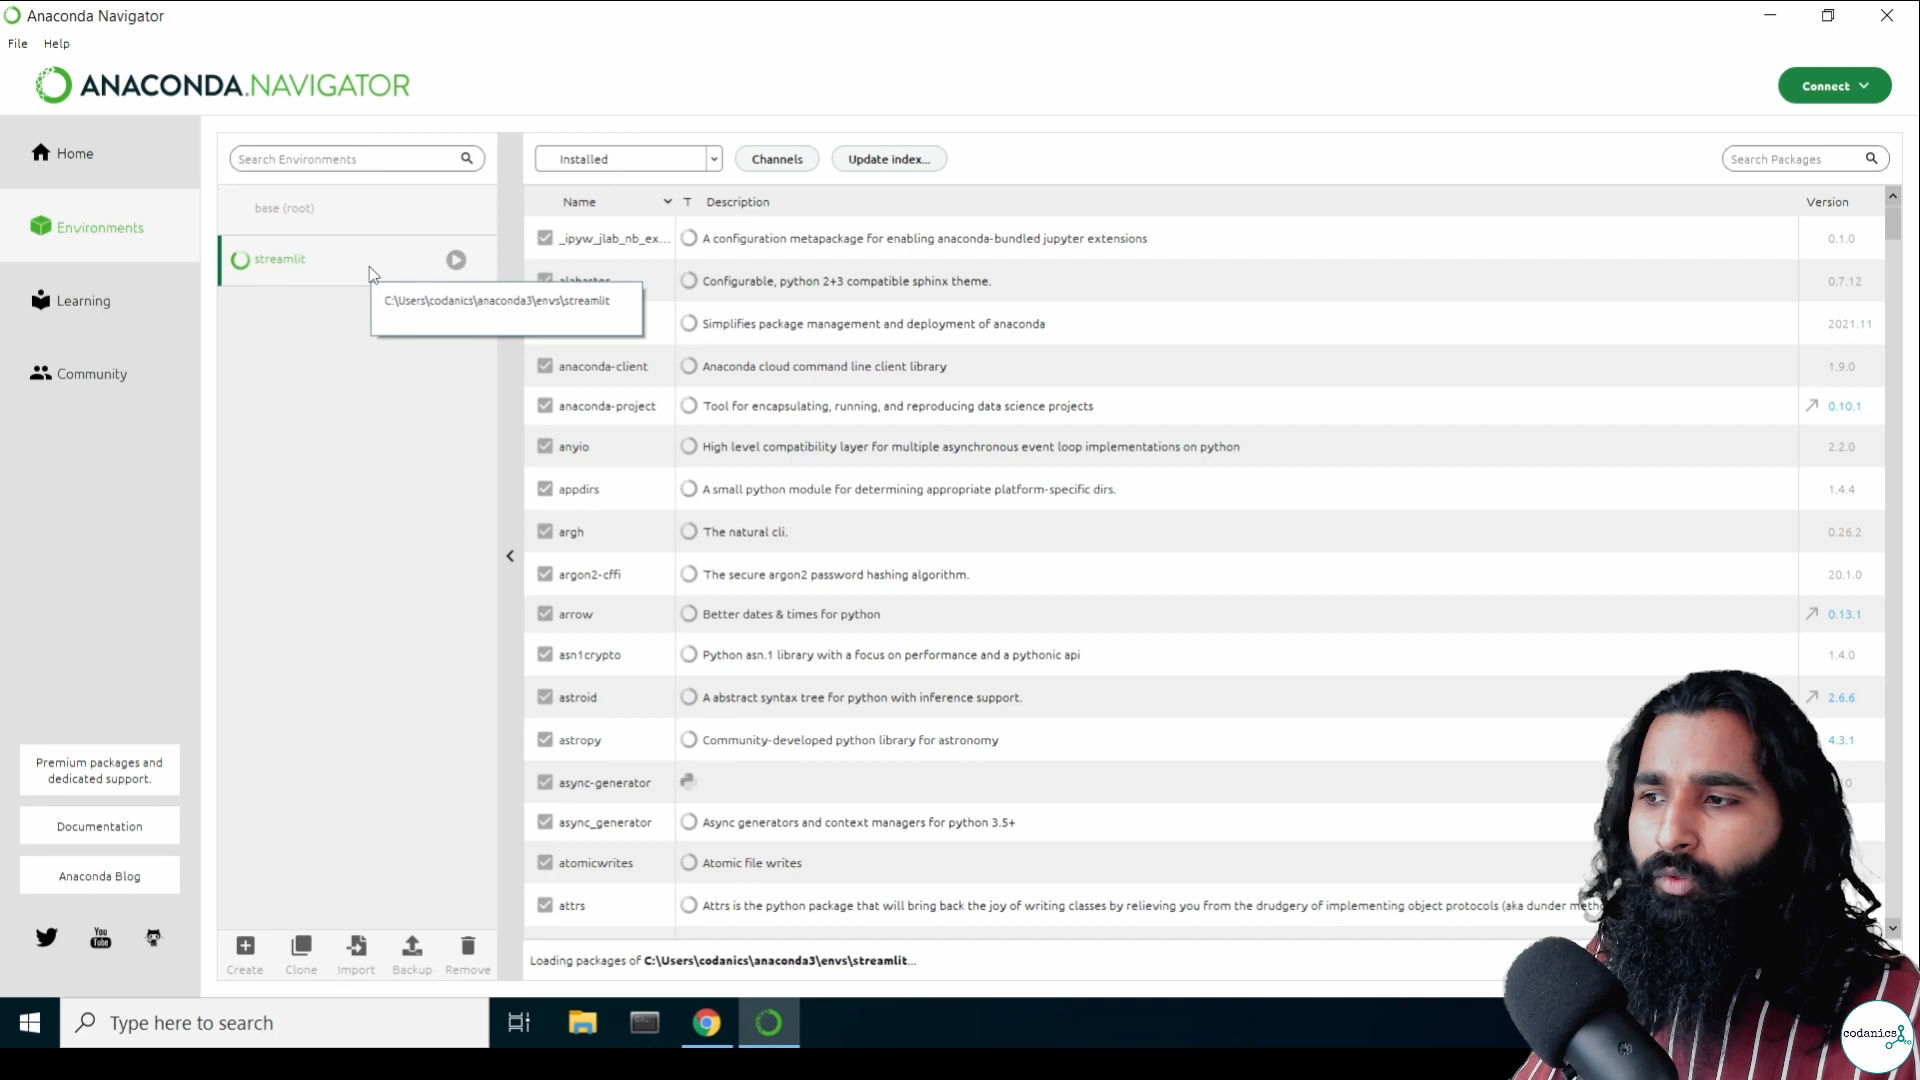 Anaconda Navigator
File Help
ANACONDA.NAVIGATOR
Connect
Home
Environments
Learning
Community
Premium packages and
dedicated support.
Documentation
Anaconda Blog
You
Tube
Search Environments
base (root)
streamlit
C:\Users\codanics\anaconda3\envs\streamlit
Create Clone Import Backup Remove
Installed Channels Update index... Search Packages
Name T Description Version
_ipyw_jlab_nb_ex... A configuration metapackage for enabling anaconda-bundled jupyter extensions 0.1.0
Configurable, python 2+3 compatible sphinx theme. 0.7.12
Simplifies package management and deployment of anaconda 2021.11
anaconda-client Anaconda cloud command line client library 1.9.0
anaconda-project Tool for encapsulating, running, and reproducing data science projects 0.10.1
anyio High level compatibility layer for multiple asynchronous event loop implementations on python 2.2.0
appdirs A small python module for determining appropriate platform-specific dirs. 1.4.4
argh The natural cli. 0.26.2
argon2-cffi The secure argon2 password hashing algorithm. 20.1.0
arrow Better dates & times for python 0.13.1
asn1crypto Python asn.1 library with a focus on performance and a pythonic api 1.4.0
astroid A abstract syntax tree for python with inference support. 2.6.6
astropy Community-developed python library for astronomy 4.3.1
async-generator
async_generator Async generators and context managers for python 3.5+
atomicwrites Atomic file writes
attrs Attrs is the python package that will bring back the joy of writing classes by relieving you from the drudgery of implementing object protocols (aka dunder
Loading packages of C:\Users\codanics\anaconda3\envs\streamlit...
Type here to search
codanics